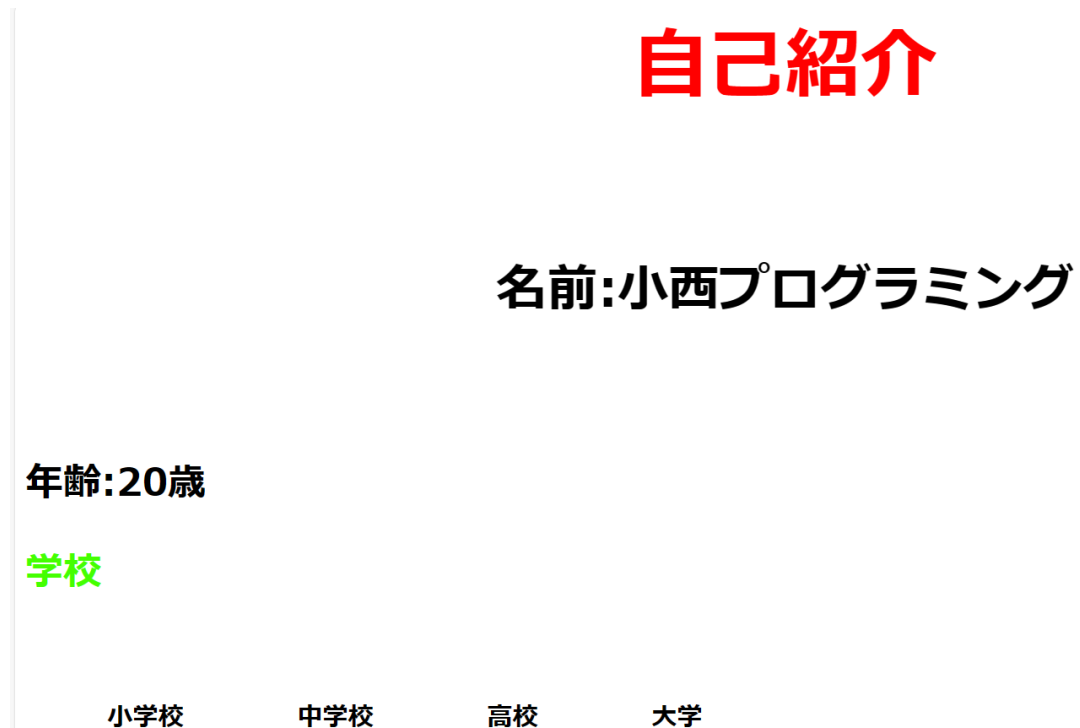 自己紹介
名前:小西プログラミング
年齢:20歳
学校
小学校 中学校 高校 大学